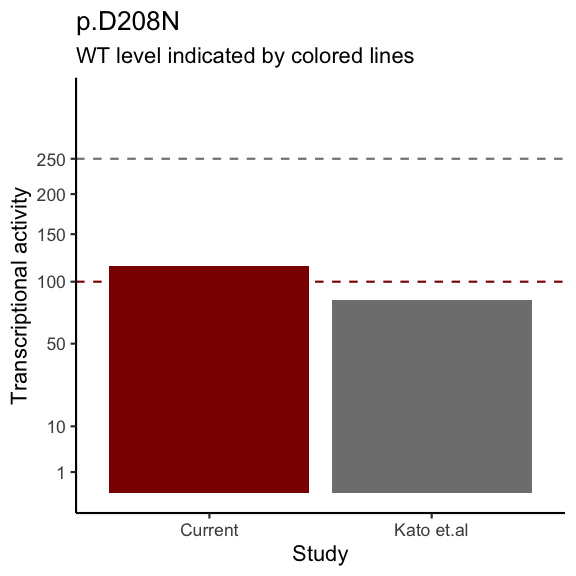 p.D208N
WT level indicated by colored lines
Transcriptional activity
250
200
150
100
50
10
1
Current
Kato et.al
Study